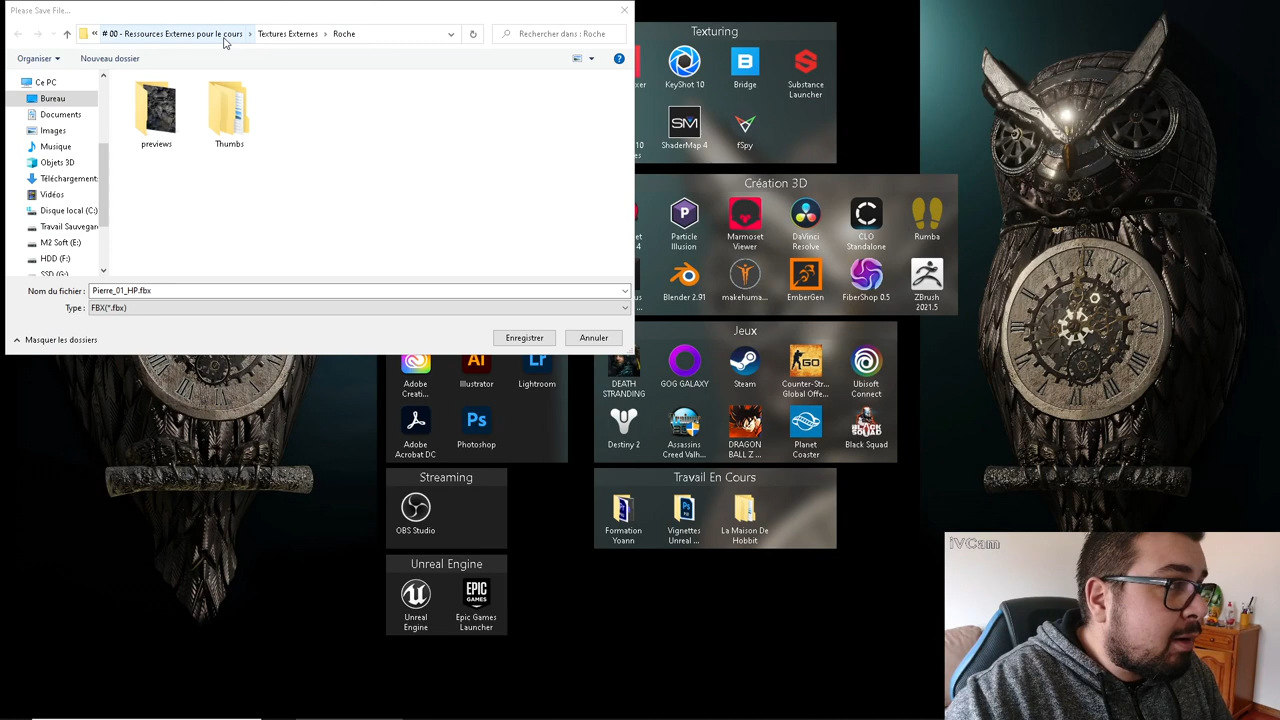 Please Save File...
« # 00 - Ressources Externes pour le cours › Textures Externes › Roche
Rechercher dans : Roche
Organiser
Nouveau dossier
Ce PC
Bureau
Documents
Images
Musique
Objets 3D
Téléchargement:
Vidéos
Disque local (C:)
Travail Sauvegar
M2 Soft (E:)
HDD (F:)
SSD (G:)
previews
Thumbs
Nom du fichier :
Pierre_01_HP.fbx
Type :
FBX(*.fbx)
Masquer les dossiers
Enregistrer
Annuler
Texturing
KeyShot 10
Bridge
Substance
Launcher
ShaderMap 4
fSpy
Création 3D
Particle
Illusion
Marmoset
Viewer
DaVinci
Resolve
CLO
Standalone
Rumba
Blender 2.91
makehuma...
EmberGen
FiberShop 0.5
ZBrush
2021.5
Jeux
DEATH
STRANDING
GOG GALAXY
Steam
Counter-Str...
Global Offe...
Ubisoft
Connect
Destiny 2
Assassins
Creed Valh...
DRAGON
BALL Z ...
Planet
Coaster
Black Squad
Adobe
Creati...
Illustrator
Lightroom
Adobe
Acrobat DC
Photoshop
Streaming
OBS Studio
Travail En Cours
Formation
Yoann
Vignettes
Unreal ...
La Maison De
Hobbit
Unreal Engine
Unreal
Engine
Epic Games
Launcher
iVCam